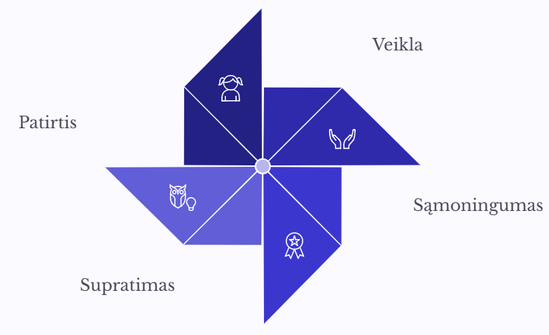 Veikla
Patirtis
Sąmoningumas
Supratimas